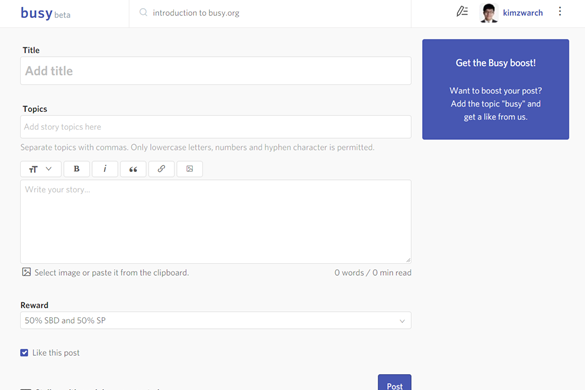 busy beta
introduction to busy.org
kimzwarch
Title
Add title
Topics
Add story topics here
Separate topics with commas. Only lowercase letters, numbers and hyphen character is permitted.
TT B i “
Write your story...
Select image or paste it from the clipboard.
0 words / 0 min read
Reward
50% SBD and 50% SP
Like this post
Post
Get the Busy boost!
Want to boost your post?
Add the topic "busy" and
get a like from us.